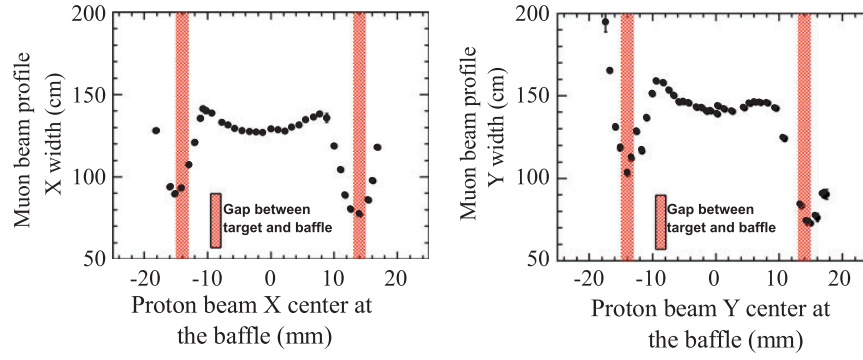 200
150
100
50
Muon beam profile
X width (cm)
Gap between
target and baffle
-20
-10
0
10
20
Proton beam X center at
the baffle (mm)
200
150
100
50
Muon beam profile
Y width (cm)
Gap between
target and baffle
-20
-10
0
10
20
Proton beam Y center at
the baffle (mm)